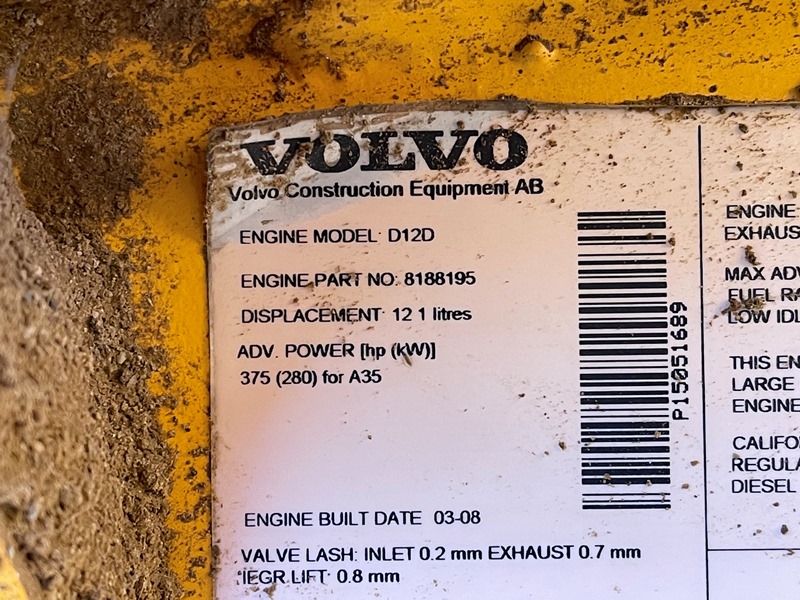 VOLVO
Volvo Construction Equipment AB
ENGINE MODEL: D12D
ENGINE PART NO: 8188195
DISPLACEMENT: 12 1 litres
ADV. POWER [hp (kW)]
375 (280) for A35
ENGINE BUILT DATE 03-08
VALVE LASH: INLET 0.2 mm EXHAUST 0.7 mm
IEGR LIFT: 0.8 mm
P15051689
ENGINE
EXHAUS
MAX ADV
FUEL RA
LOW IDL
THIS EN
LARGE
ENGINE
CALIFO
REGULA
DIESEL